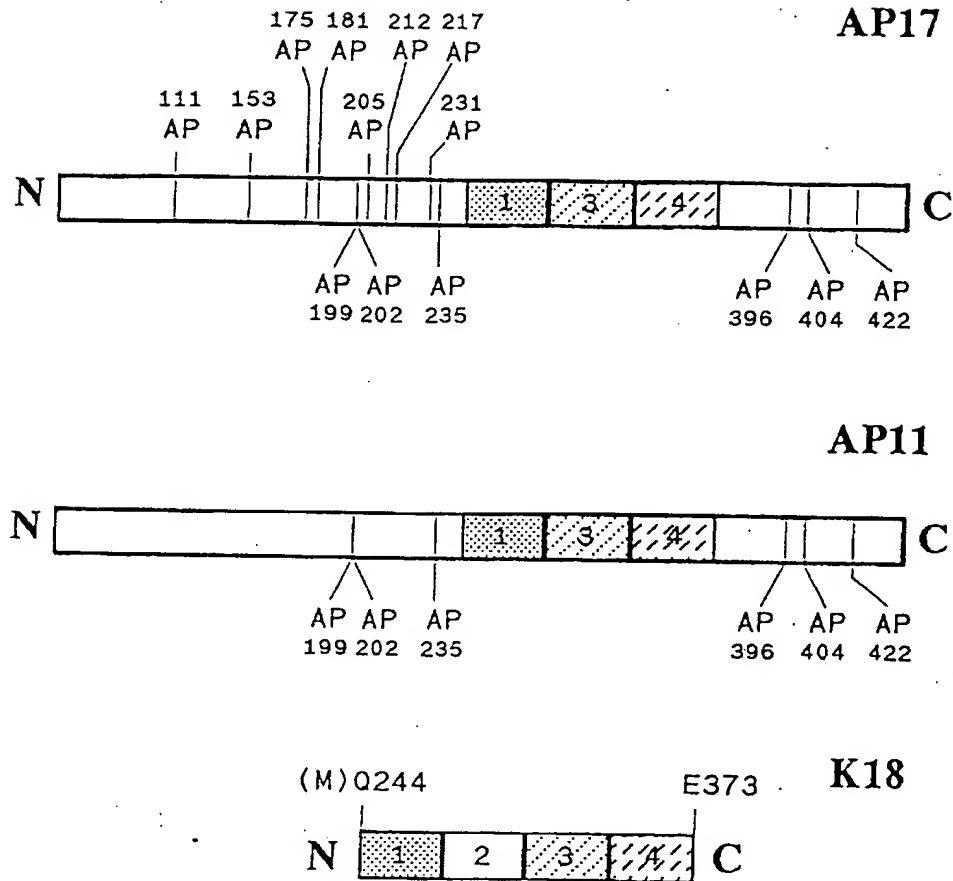 AP17
175 181 212 217
AP AP AP AP
111 153 205 231
AP AP AP AP
N 1 3 4 C
AP AP AP AP AP AP
199 202 235 396 404 422
AP11
N 1 3 4 C
AP AP AP AP AP AP
199 202 235 396 404 422
K18
(M)Q244 E373
N 1 2 3 4 C